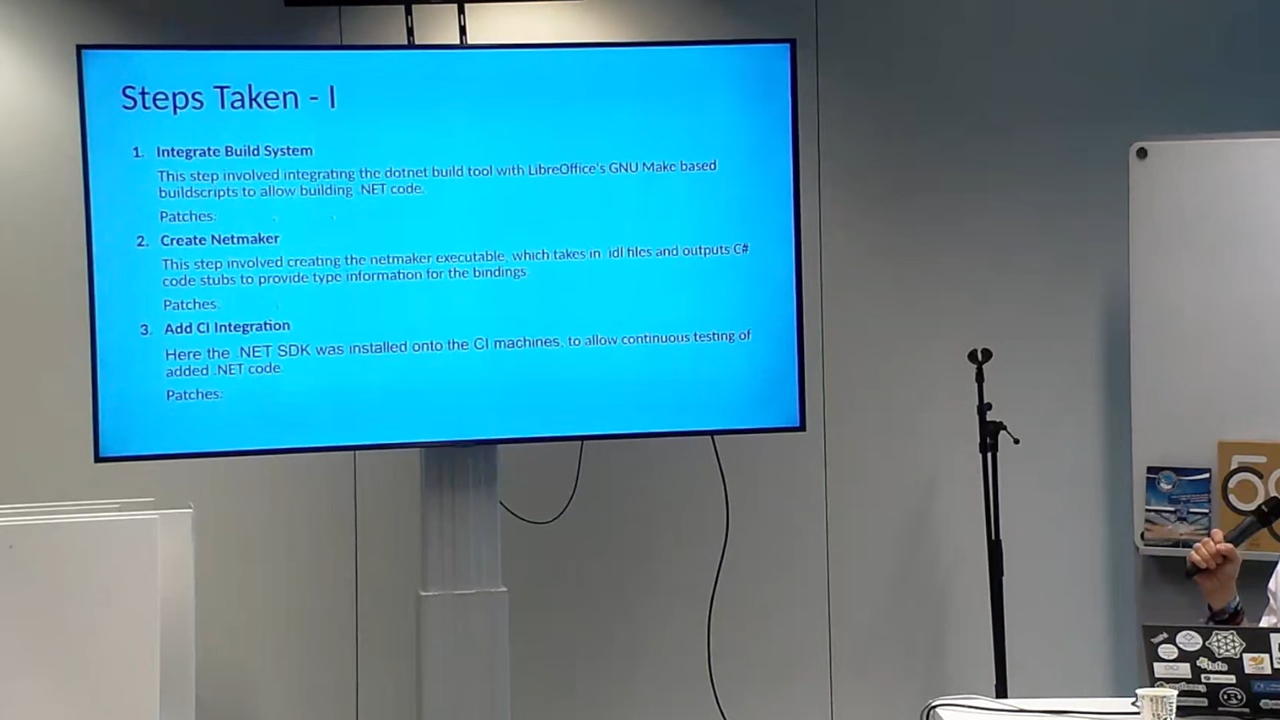 Steps Taken - I
1. Integrate Build System
This step involved integrating the dotnet build tool with LibreOffice's GNU Make based
buildscripts to allow building .NET code.
Patches:
2. Create Netmaker
This step involved creating the netmaker executable, which takes in .idl files and outputs C#
code stubs to provide type information for the bindings.
Patches:
3. Add CI Integration
Here the .NET SDK was installed onto the CI machines, to allow continuous testing of
added .NET code.
Patches:
50